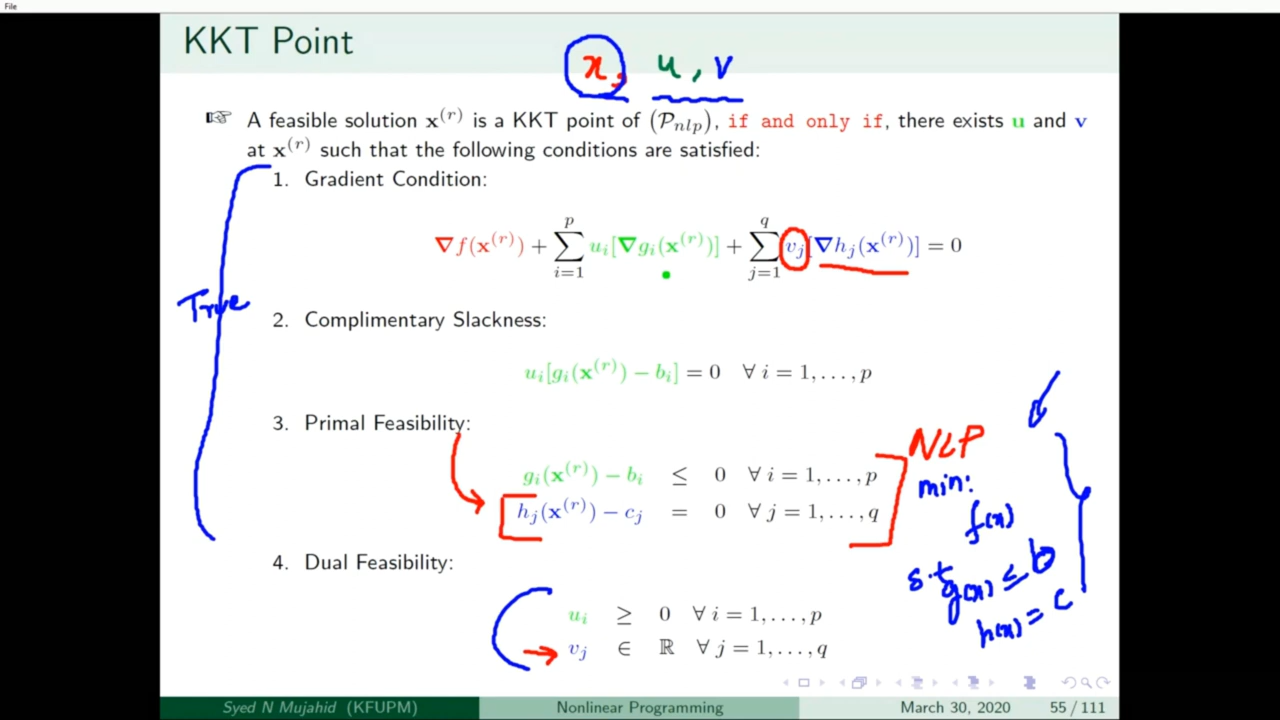 File
KKT Point
x, u, v
☞ A feasible solution x^(r) is a KKT point of (𝒫_nlp), if and only if, there exists u and v
at x^(r) such that the following conditions are satisfied:
1. Gradient Condition:
∇f(x^(r)) + ∑_{i=1}^{p} u_i[∇g_i(x^(r))] + ∑_{j=1}^{q} v_j[∇h_j(x^(r))] = 0
True
2. Complimentary Slackness:
u_i[g_i(x^(r)) − b_i] = 0 ∀ i = 1, . . . , p
3. Primal Feasibility:
g_i(x^(r)) − b_i ≤ 0 ∀ i = 1, . . . , p
h_j(x^(r)) − c_j = 0 ∀ j = 1, . . . , q
NLP
min:
f(x)
s.t g(x) ≤ b
h(x) = c
4. Dual Feasibility:
u_i ≥ 0 ∀ i = 1, . . . , p
v_j ∈ ℝ ∀ j = 1, . . . , q
Syed N Mujahid (KFUPM) Nonlinear Programming March 30, 2020 55 / 111